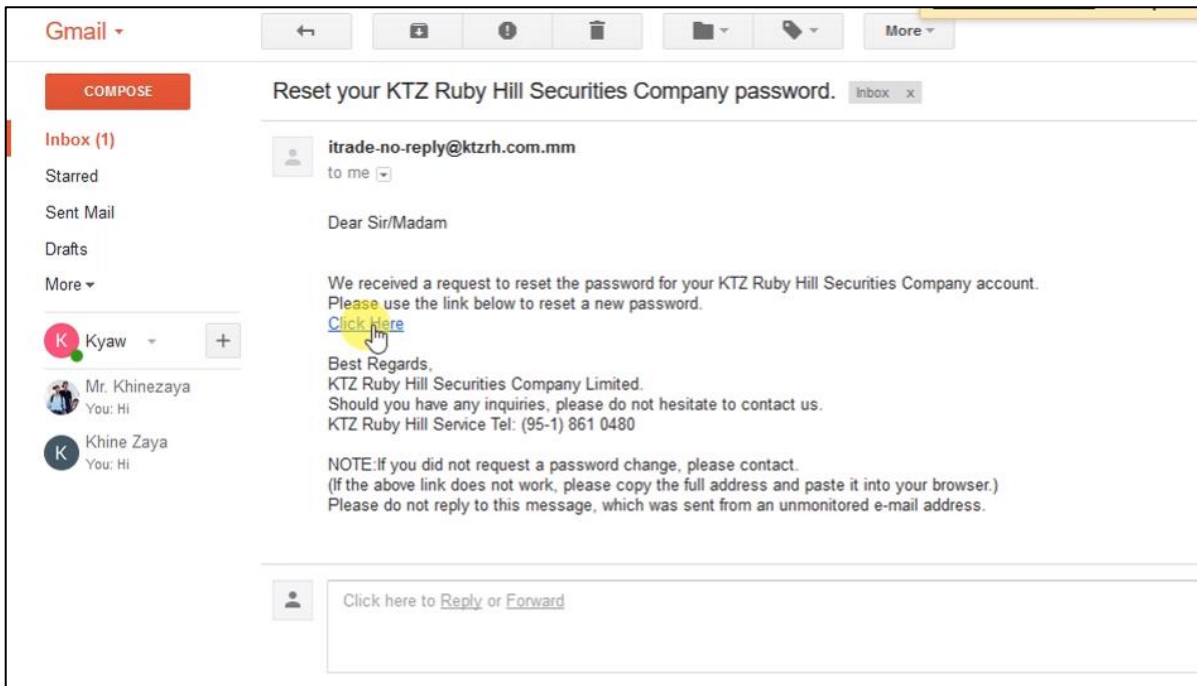 Gmail
More
COMPOSE
Reset your KTZ Ruby Hill Securities Company password.
Inbox x
Inbox (1)
Starred
Sent Mail
Drafts
More
K Kyaw
+
Mr. Khinezaya
You: Hi
K Khine Zaya
You: Hi
itrade-no-reply@ktzrh.com.mm
to me
Dear Sir/Madam
We received a request to reset the password for your KTZ Ruby Hill Securities Company account.
Please use the link below to reset a new password.
Click Here
Best Regards,
KTZ Ruby Hill Securities Company Limited.
Should you have any inquiries, please do not hesitate to contact us.
KTZ Ruby Hill Service Tel: (95-1) 861 0480
NOTE:If you did not request a password change, please contact.
(If the above link does not work, please copy the full address and paste it into your browser.)
Please do not reply to this message, which was sent from an unmonitored e-mail address.
Click here to Reply or Forward